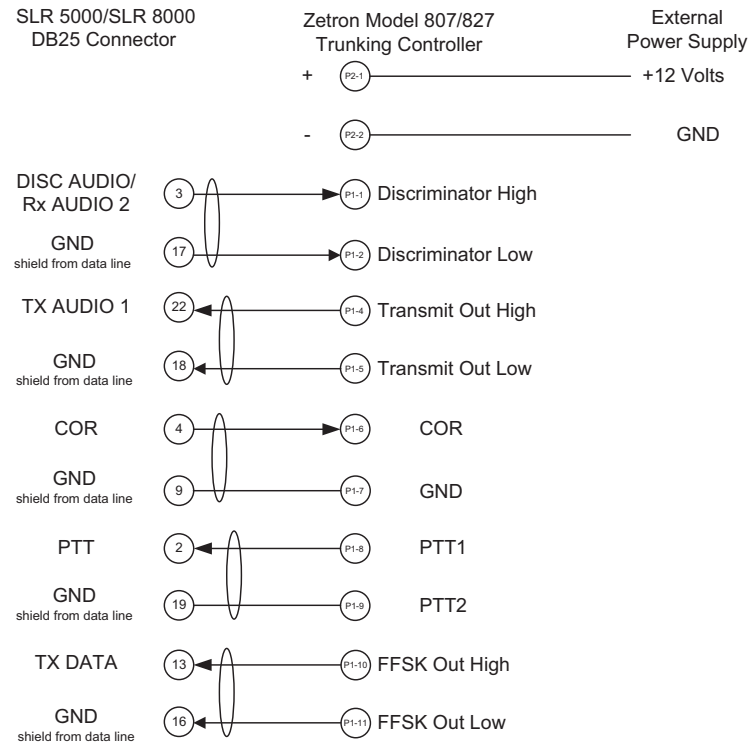 SLR 5000/SLR 8000
DB25 Connector
Zetron Model 807/827
Trunking Controller
External
Power Supply
+ P2-1 +12 Volts
- P2-2 GND
DISC AUDIO/
Rx AUDIO 2
3 P1-1 Discriminator High
GND
shield from data line
17 P1-2 Discriminator Low
TX AUDIO 1 22 P1-4 Transmit Out High
GND
shield from data line
18 P1-5 Transmit Out Low
COR 4 P1-6 COR
GND
shield from data line
9 P1-7 GND
PTT 2 P1-8 PTT1
GND
shield from data line
19 P1-9 PTT2
TX DATA 13 P1-10 FFSK Out High
GND
shield from data line
16 P1-11 FFSK Out Low